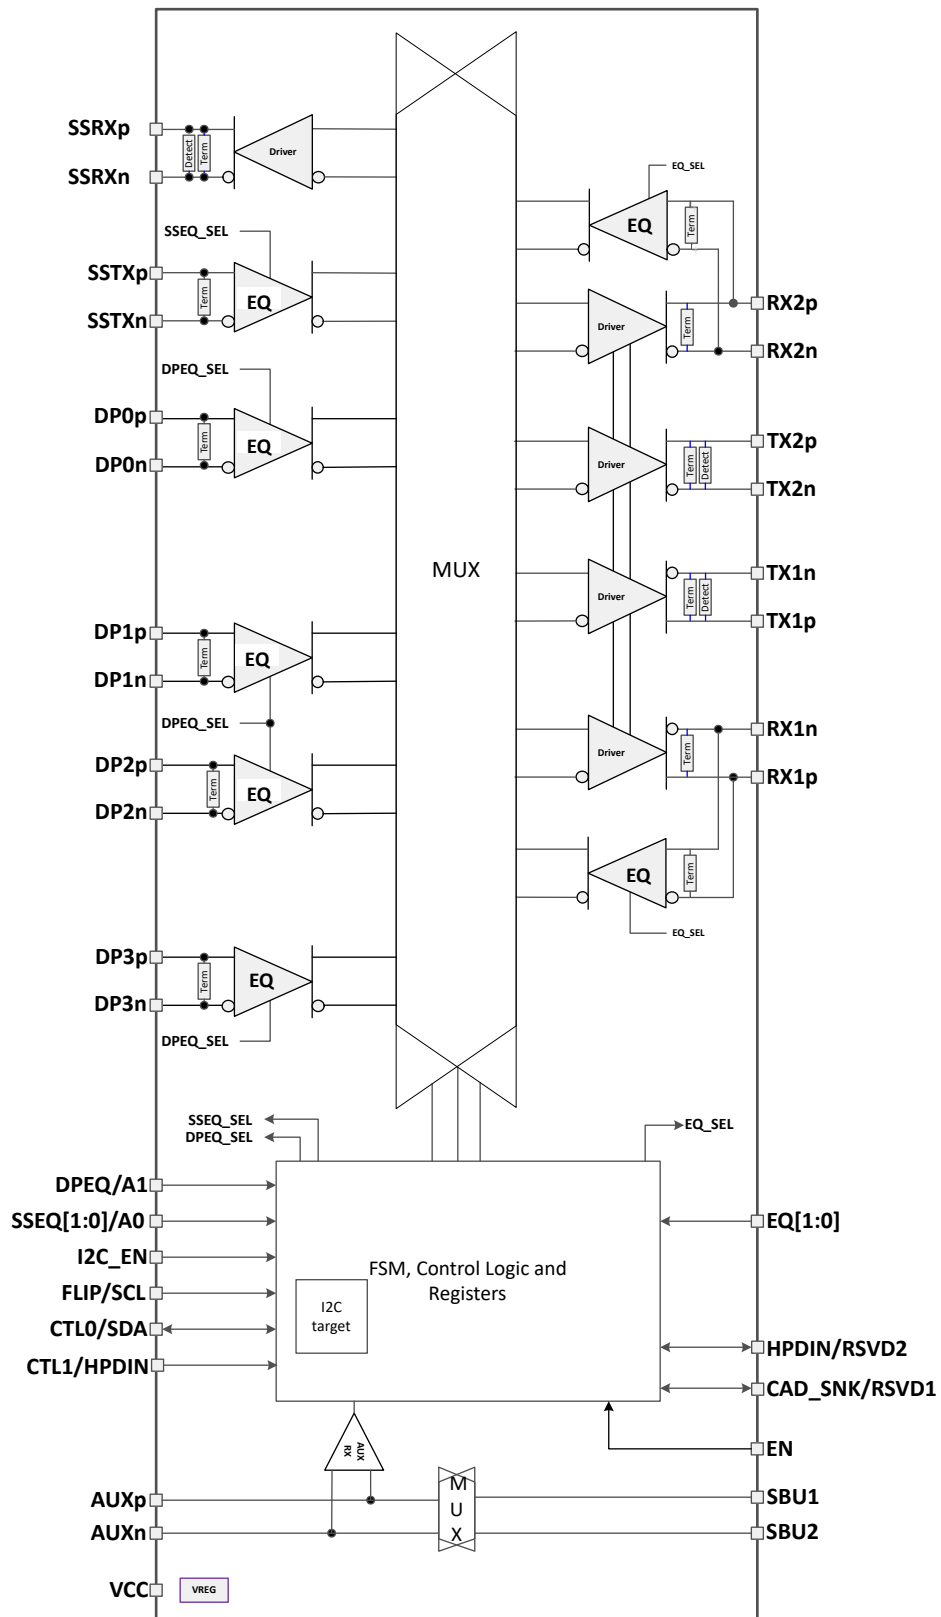 SSRXp
SSRXn
Detect
Term
Driver
SSEQ_SEL
SSTXp
SSTXn
Term
EQ
DPEQ_SEL
DP0p
DP0n
Term
EQ
DP1p
DP1n
Term
EQ
DPEQ_SEL
DP2p
DP2n
Term
EQ
DP3p
DP3n
Term
EQ
DPEQ_SEL
MUX
EQ_SEL
EQ
Term
RX2p
RX2n
Driver
Term
TX2p
TX2n
Driver
Term
Detect
TX1n
TX1p
Driver
Term
Detect
RX1n
RX1p
Driver
Term
EQ
Term
EQ_SEL
SSEQ_SEL
DPEQ_SEL
EQ_SEL
DPEQ/A1
SSEQ[1:0]/A0
I2C_EN
FLIP/SCL
CTL0/SDA
CTL1/HPDIN
FSM, Control Logic and
Registers
I2C
target
EQ[1:0]
HPDIN/RSVD2
CAD_SNK/RSVD1
EN
AUX
RX
AUXp
AUXn
M
U
X
SBU1
SBU2
VCC
VREG